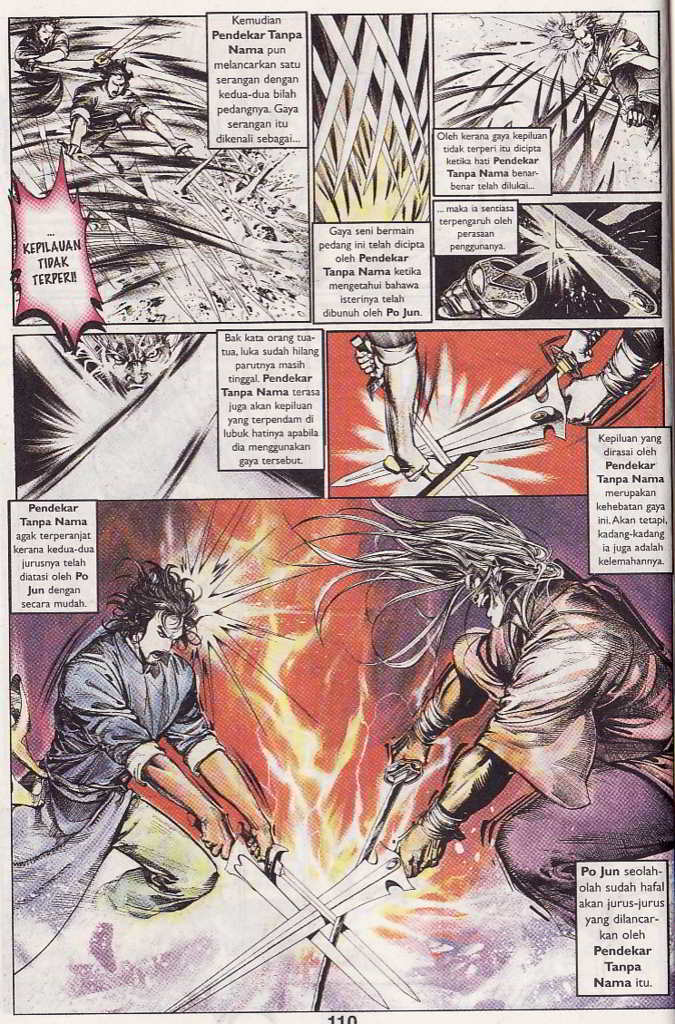 Kemudian
Pendekar Tanpa
Nama pun
melancarkan satu
serangan dengan
kedua-dua bilah
pedangnya. Gaya
serangan itu
dikenali sebagai...
...
KEPILAUAN
TIDAK
TERPERI!
Gaya seni bermain
pedang ini telah dicipta
oleh Pendekar
Tanpa Nama ketika
mengetahui bahawa
isterinya telah
dibunuh oleh Po Jun.
Oleh kerana gaya kepiluan
tidak terperi itu dicipta
ketika hati Pendekar
Tanpa Nama benar-
benar telah dilukai...
... maka ia sentiasa
terpengaruh oleh
perasaan
penggunanya.
Bak kata orang tua-
tua, luka sudah hilang
parutnya masih
tinggal. Pendekar
Tanpa Nama terasa
juga akan kepiluan
yang terpendam di
lubuk hatinya apabila
dia menggunakan
gaya tersebut.
Kepiluan yang
dirasai oleh
Pendekar
Tanpa Nama
merupakan
kehebatan gaya
ini. Akan tetapi,
kadang-kadang
ia juga adalah
kelemahannya.
Pendekar
Tanpa Nama
agak terperanjat
kerana kedua-dua
jurusnya telah
diatasi oleh Po
Jun dengan
secara mudah.
Po Jun seolah-
olah sudah hafal
akan jurus-jurus
yang dilancar-
kan oleh
Pendekar
Tanpa
Nama itu.
110